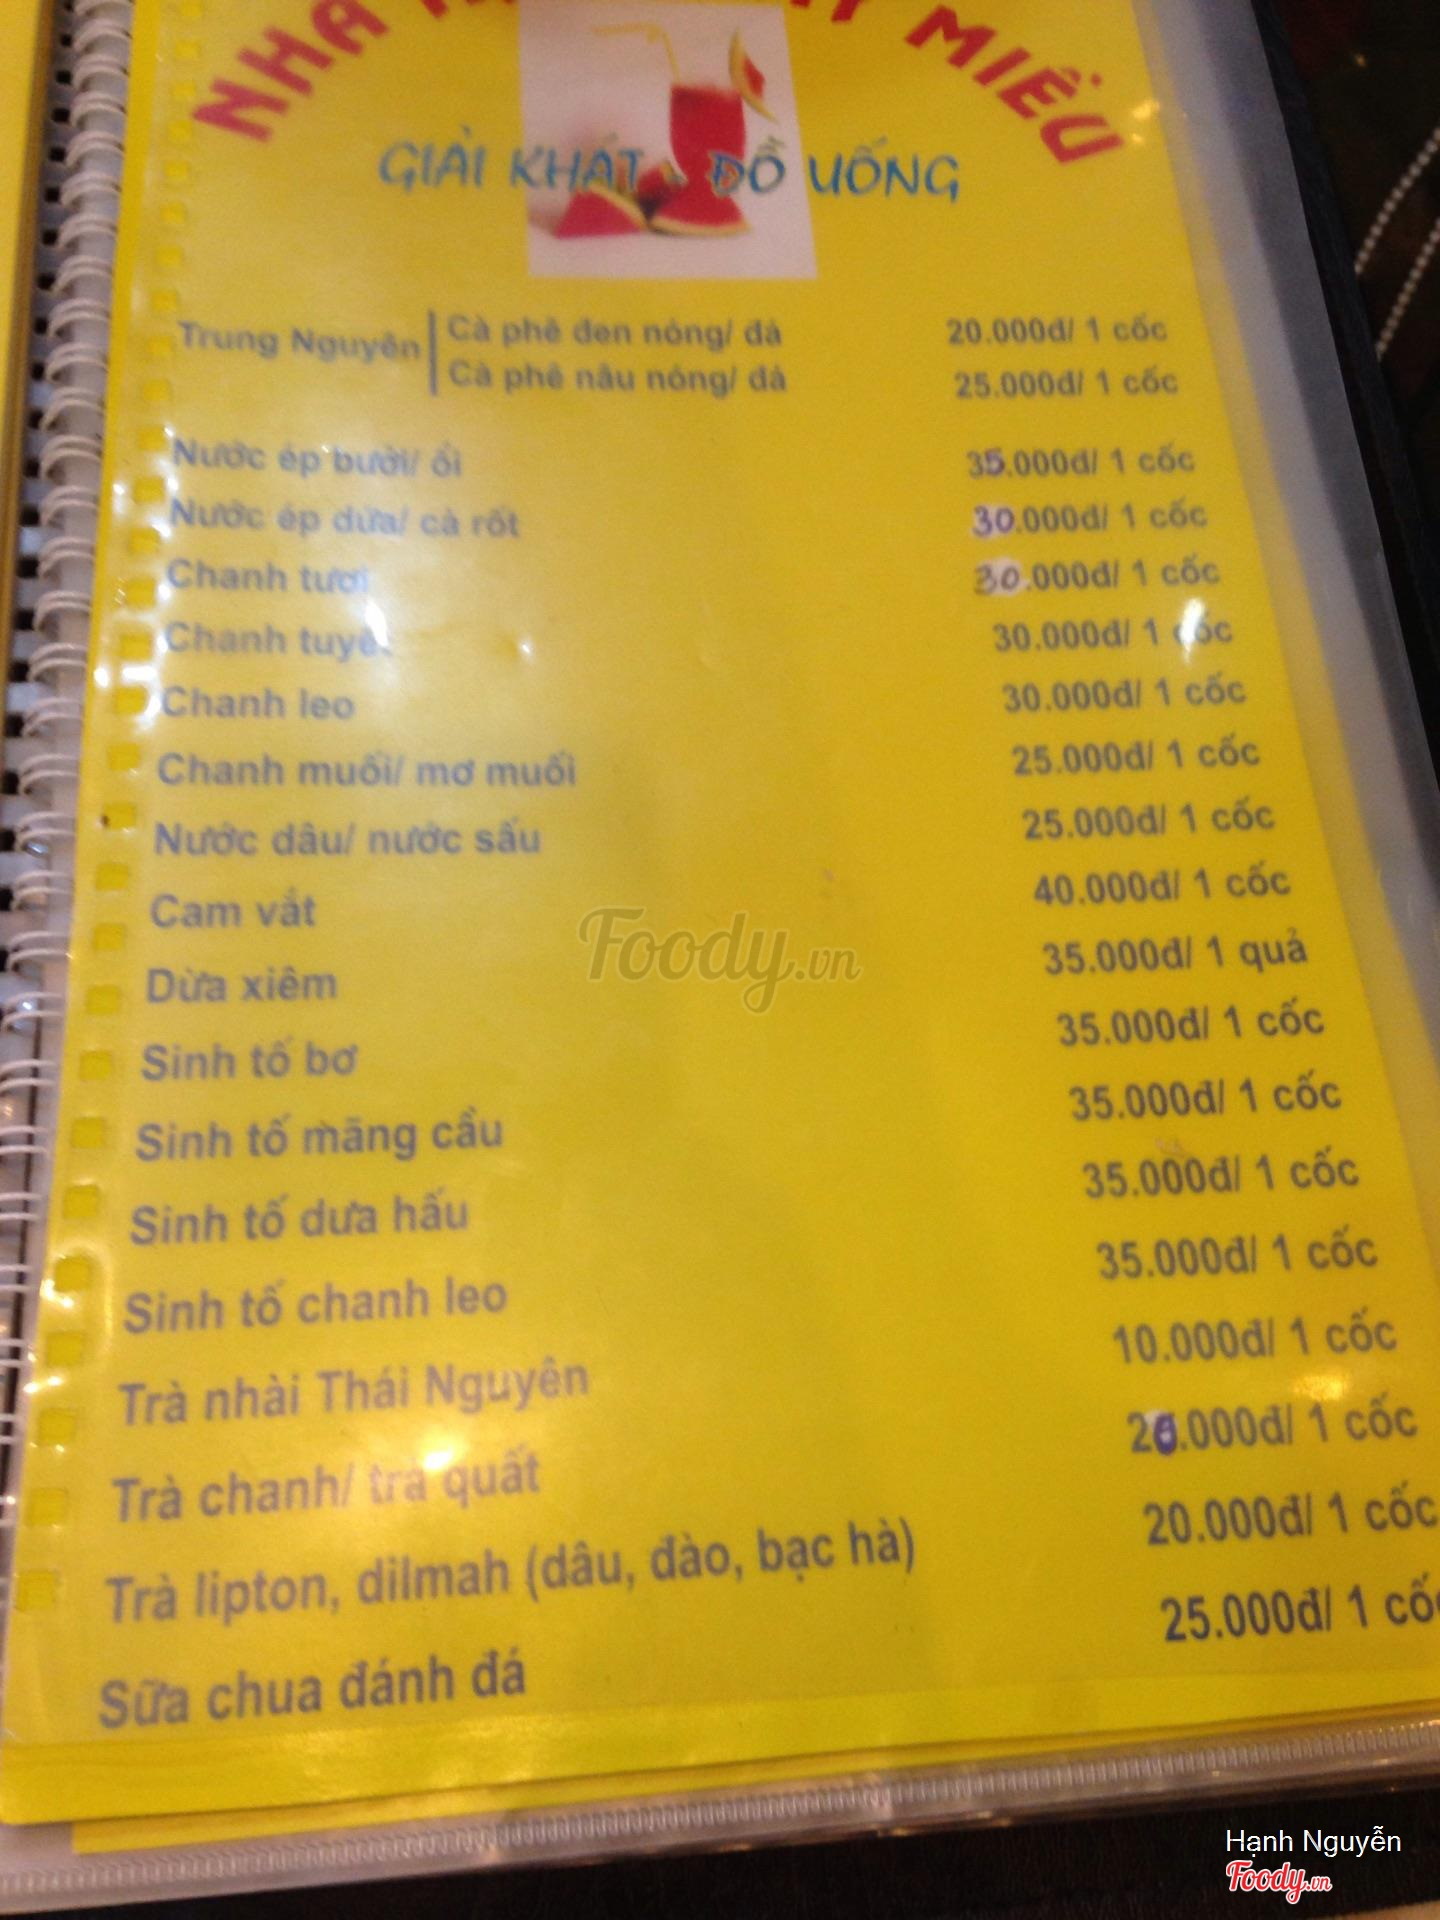 NHÀ MIỀU
GIẢI KHÁT - ĐỒ UỐNG
Trung Nguyên Cà phê đen nóng/ đá 20.000đ/ 1 cốc
Cà phê nâu nóng/ đá 25.000đ/ 1 cốc
Nước ép bưởi/ ổi 35.000đ/ 1 cốc
Nước ép dứa/ cà rốt 30.000đ/ 1 cốc
Chanh tươi 30.000đ/ 1 cốc
Chanh tuyết 30.000đ/ 1 cốc
Chanh leo 30.000đ/ 1 cốc
Chanh muối/ mơ muối 25.000đ/ 1 cốc
Nước dâu/ nước sấu 25.000đ/ 1 cốc
Cam vắt 40.000đ/ 1 cốc
Dừa xiêm 35.000đ/ 1 quả
Sinh tố bơ 35.000đ/ 1 cốc
Sinh tố mãng cầu 35.000đ/ 1 cốc
Sinh tố dưa hấu 35.000đ/ 1 cốc
Sinh tố chanh leo 35.000đ/ 1 cốc
Trà nhài Thái Nguyên 10.000đ/ 1 cốc
Trà chanh/ trà quất 20.000đ/ 1 cốc
Trà lipton, dilmah (dâu, đào, bạc hà) 20.000đ/ 1 cốc
Sữa chua đánh đá 25.000đ/ 1 cốc
Foody.vn
Hạnh Nguyễn
Foody.vn